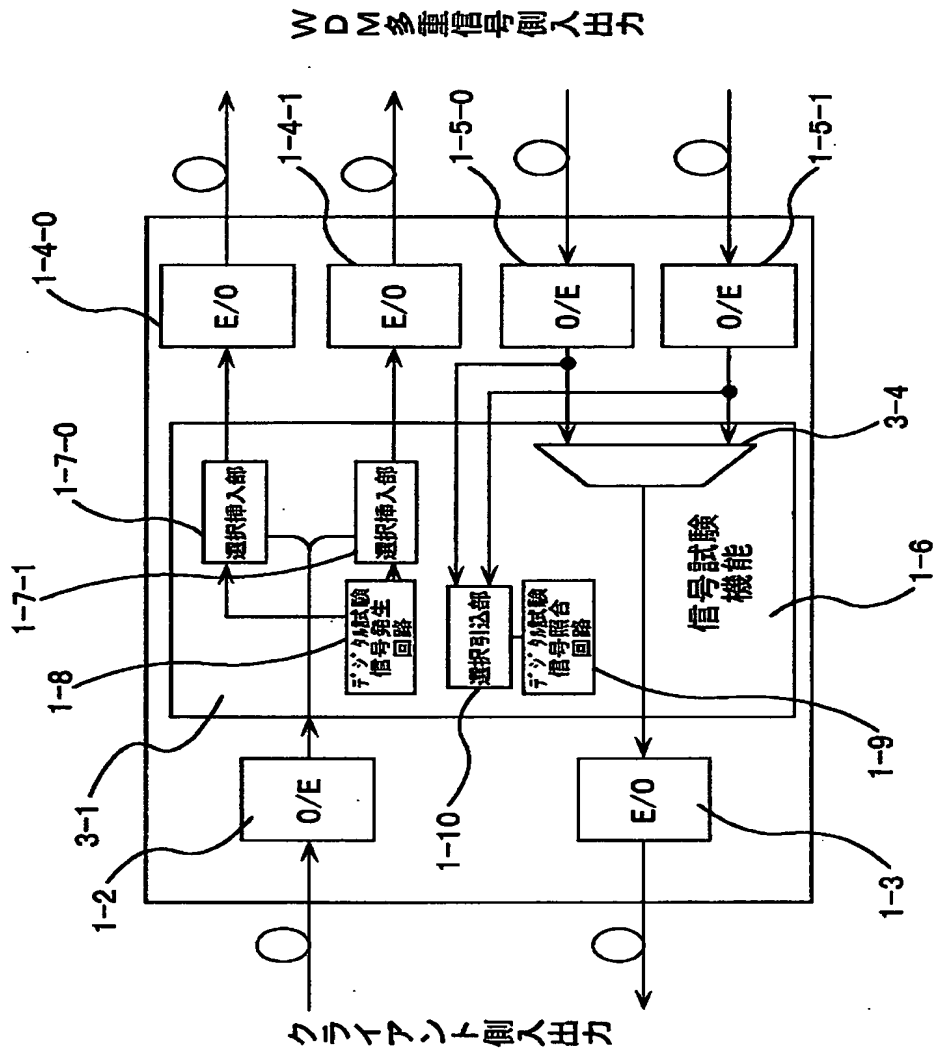 WDM多重信号側入出力
1-4-0
1-4-1
1-5-0
1-5-1
E/O
E/O
O/E
O/E
1-7-0
1-7-1
選択挿入部
選択挿入部
3-4
1-8
デジタル試験
信号発生
回路
選択引込部
デジタル試験
信号照合
回路
信号試験
機能
1-6
3-1
1-2
O/E
1-10
1-9
E/O
1-3
クライアント側入出力